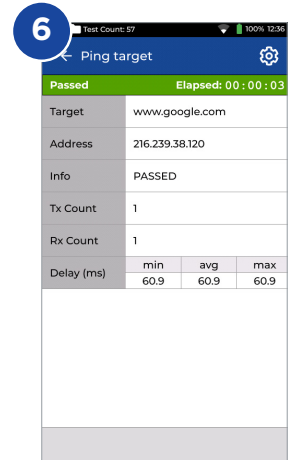 6
Test Count: 57 100% 12:36
← Ping target
Passed Elapsed: 00:00:03
Target www.google.com
Address 216.239.38.120
Info PASSED
Tx Count 1
Rx Count 1
Delay (ms) min avg max
60.9 60.9 60.9